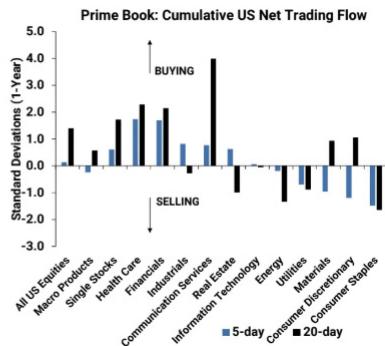 Prime Book: Cumulative US Net Trading Flow
Standard Deviations (1-Year)
5.0
4.0
3.0
2.0
1.0
0.0
-1.0
-2.0
-3.0
BUYING
SELLING
All US Equities
Macro Products
Single Stocks
Health Care
Financials
Industrials
Communication Services
Real Estate
Information Technology
Energy
Utilities
Materials
Consumer Discretionary
Consumer Staples
5-day 20-day